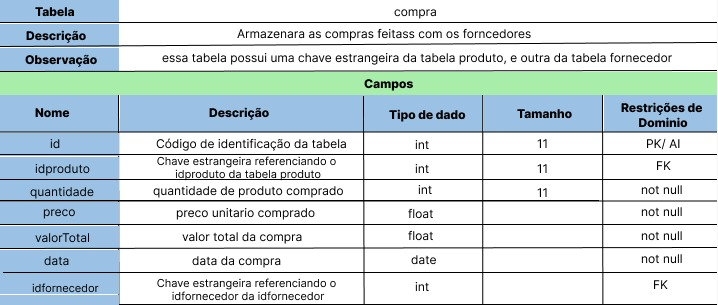 Tabela compra
Descrição Armazenara as compras feitass com os forncedores
Observação essa tabela possui uma chave estrangeira da tabela produto, e outra da tabela fornecedor
Campos
Nome Descrição Tipo de dado Tamanho Restrições de
Dominio
id Código de identificação da tabela int 11 PK/ AI
idproduto Chave estrangeira referenciando o
idproduto da tabela produto int 11 FK
quantidade quantidade de produto comprado int 11 not null
preco preco unitario comprado float not null
valorTotal valor total da compra float not null
data data da compra date not null
idfornecedor Chave estrangeira referenciando o
idfornecedor da idfornecedor int FK